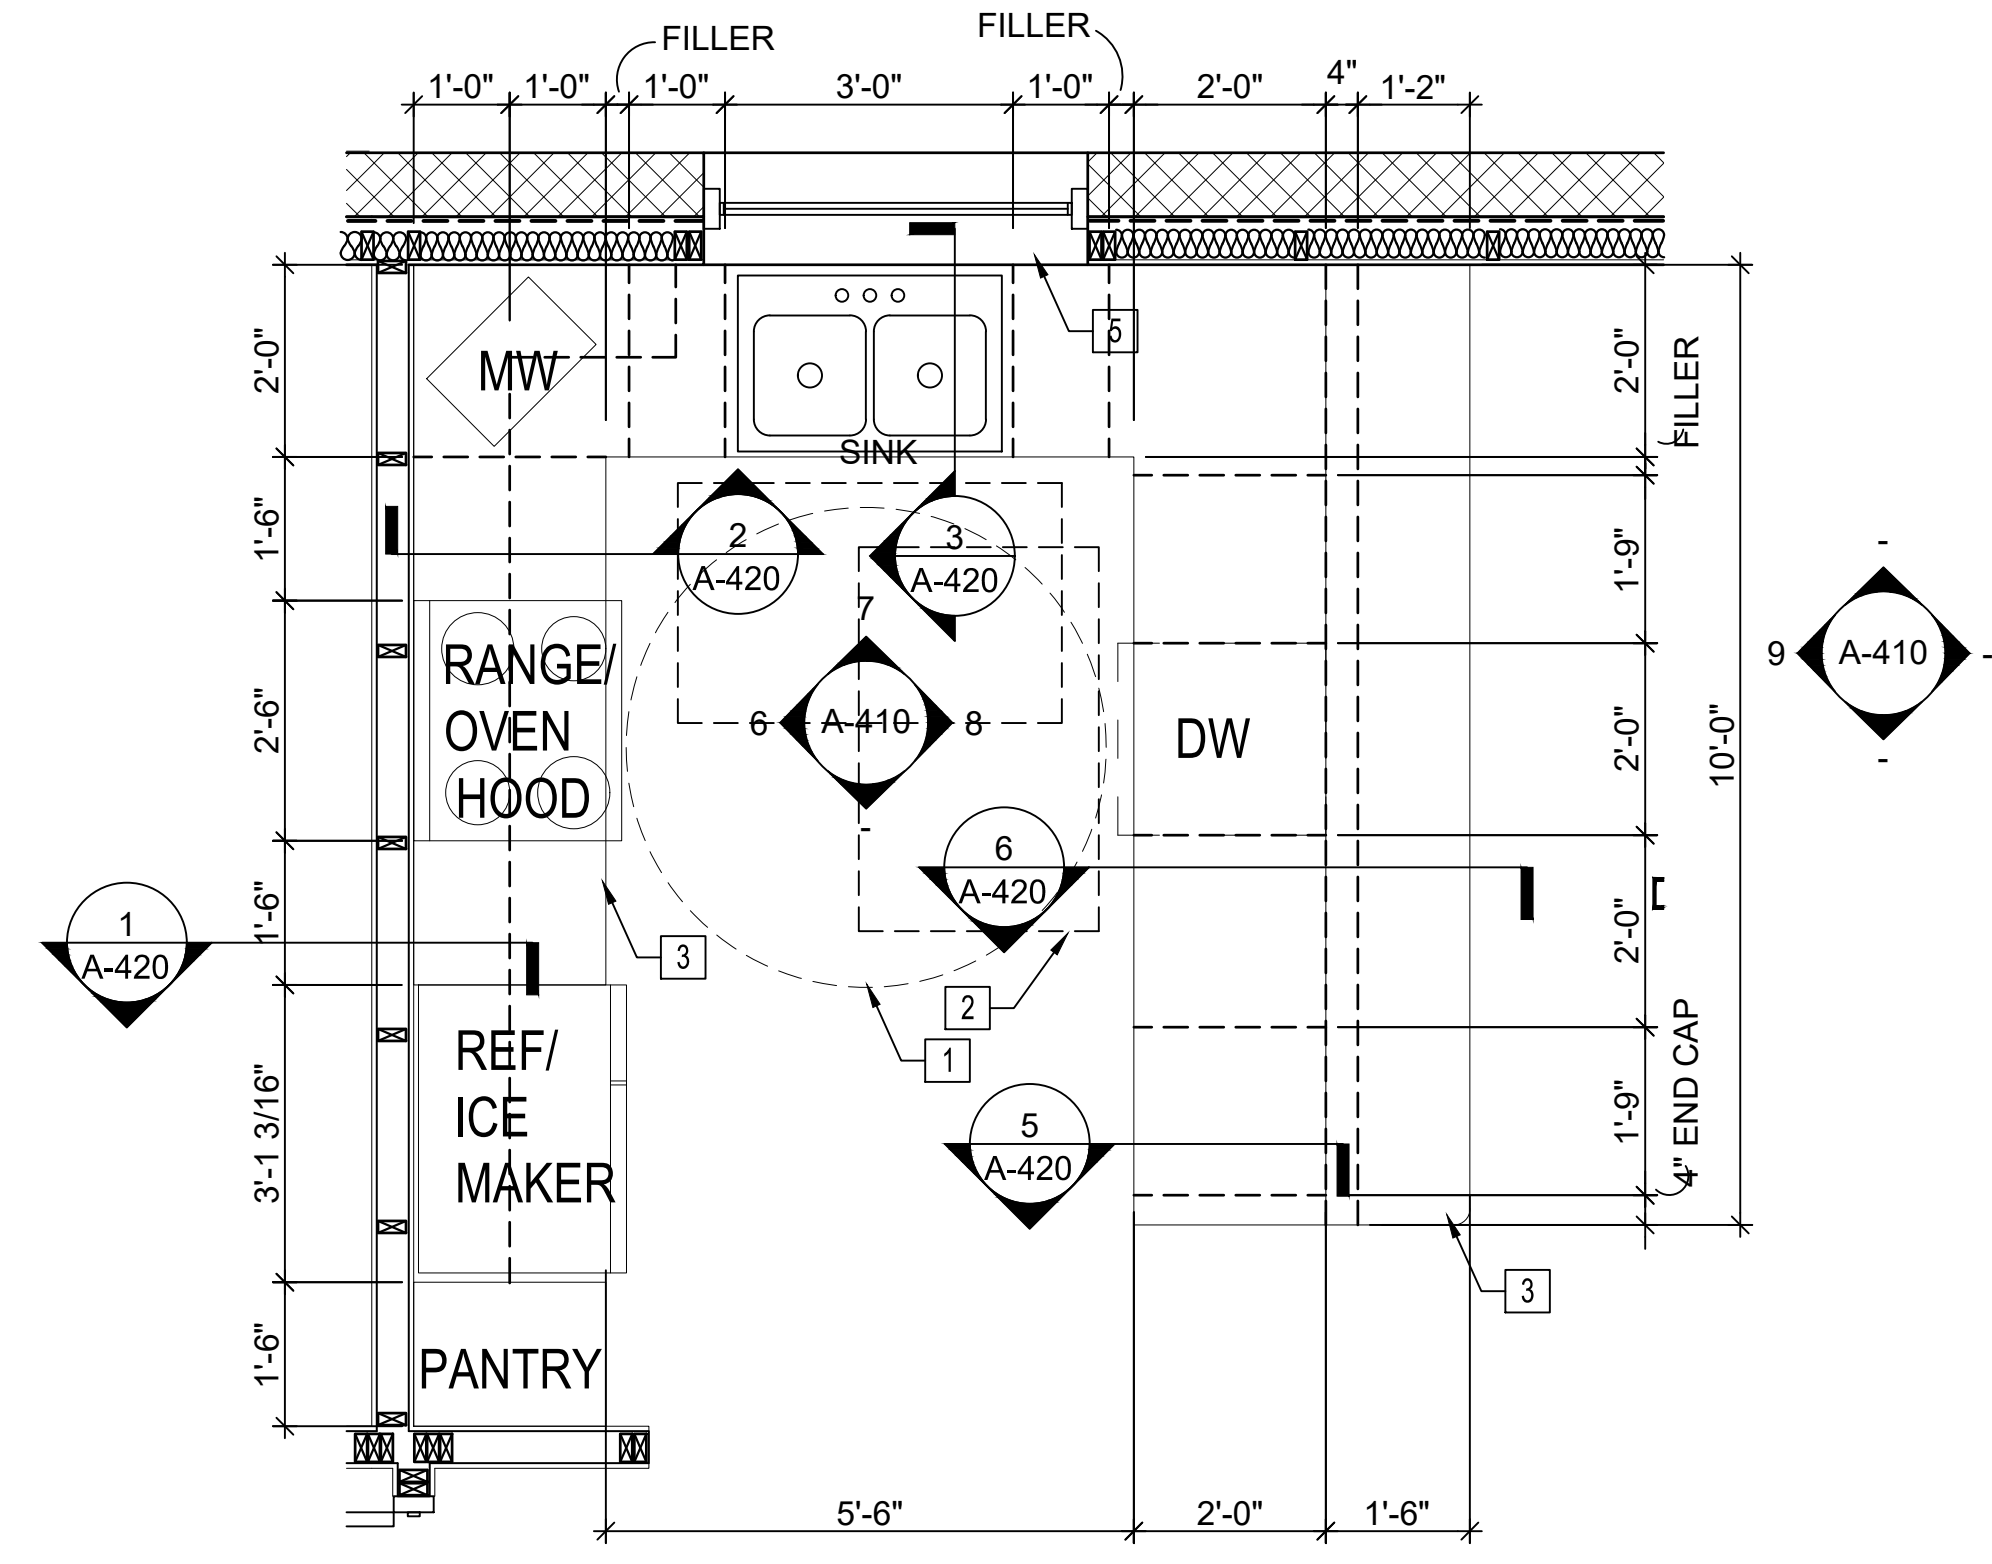 FILLER
FILLER
1'-0"
1'-0"
1'-0"
3'-0"
1'-0"
2'-0"
4"
1'-2"
5
MW
SINK
2'-0"
1'-6"
2'-6"
1'-6"
3'-1 3/16"
1'-6"
2
A-420
3
A-420
7
6
A-410
8
-
RANGE/
OVEN
HOOD
DW
6
A-420
1
A-420
3
2
1
REF/
ICE
MAKER
5
A-420
PANTRY
3
2'-0"
FILLER
1'-9"
2'-0"
10'-0"
2'-0"
1'-9"
4" END CAP
-
9
A-410
-
-
5'-6"
2'-0"
1'-6"